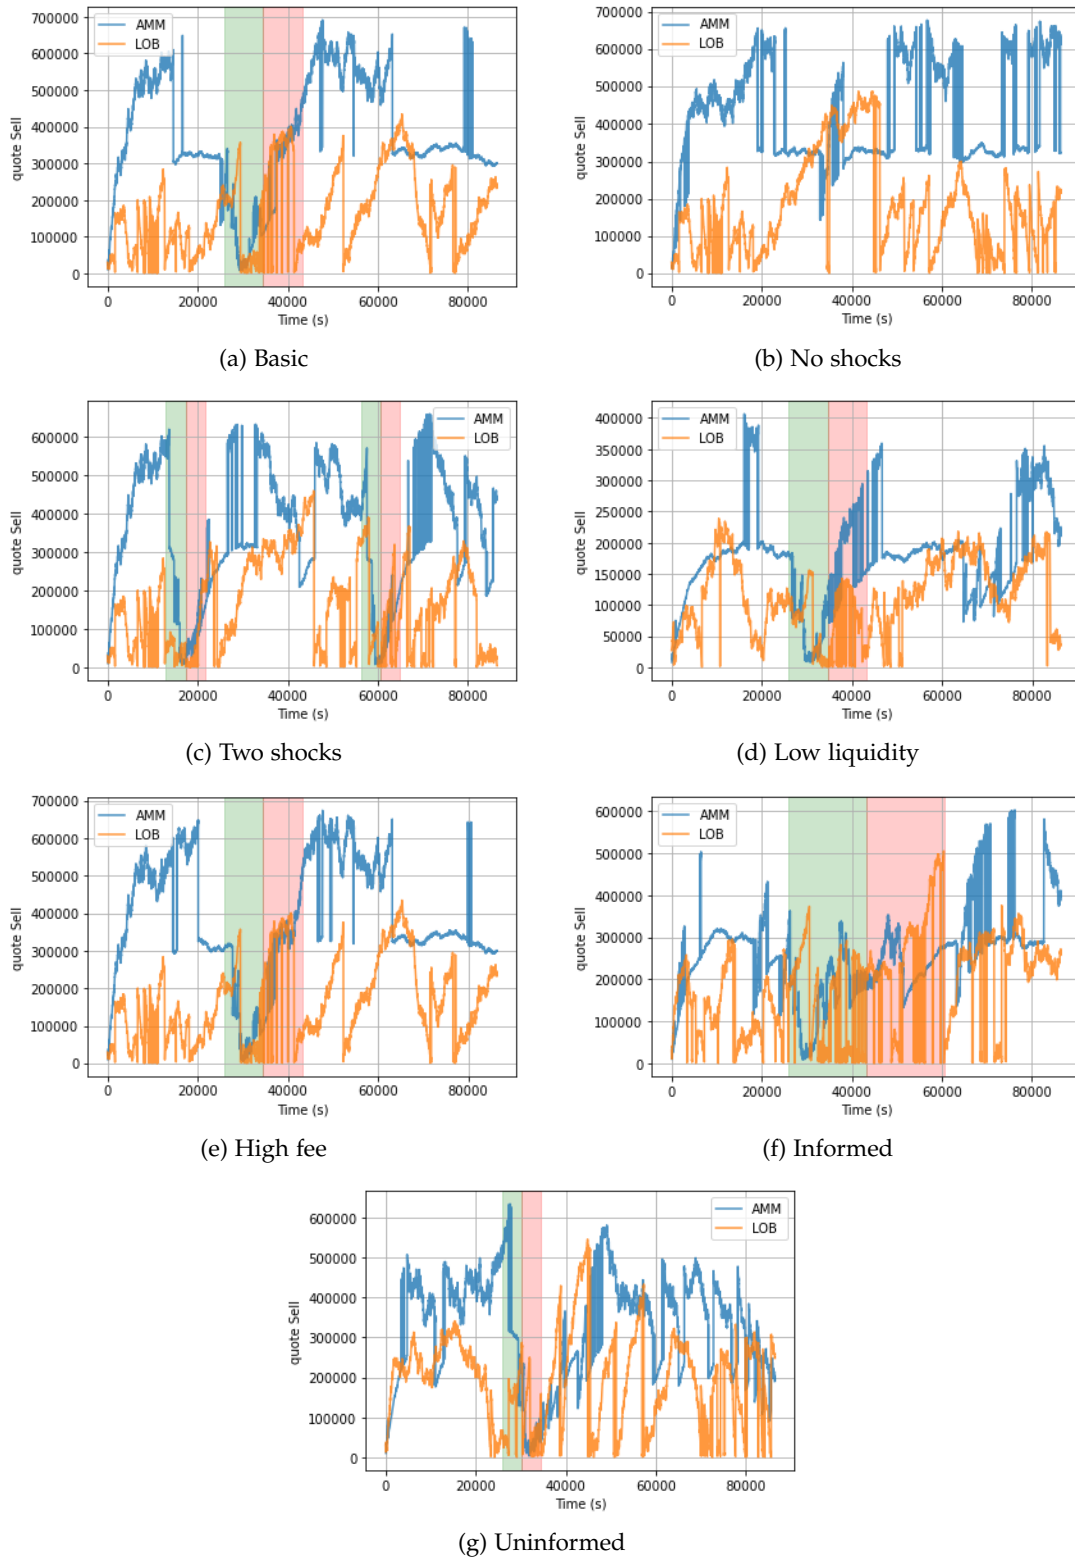 700000
600000
500000
400000
300000
200000
100000
0
quote Sell
AMM
LOB
0 20000 40000 60000 80000
Time (s)
(a) Basic
700000
600000
500000
400000
300000
200000
100000
0
quote Sell
AMM
LOB
0 20000 40000 60000 80000
Time (s)
(b) No shocks
600000
500000
400000
300000
200000
100000
0
quote Sell
AMM
LOB
0 20000 40000 60000 80000
Time (s)
(c) Two shocks
400000
350000
300000
250000
200000
150000
100000
50000
0
quote Sell
AMM
LOB
0 20000 40000 60000 80000
Time (s)
(d) Low liquidity
700000
600000
500000
400000
300000
200000
100000
0
quote Sell
AMM
LOB
0 20000 40000 60000 80000
Time (s)
(e) High fee
600000
500000
400000
300000
200000
100000
0
quote Sell
AMM
LOB
0 20000 40000 60000 80000
Time (s)
(f) Informed
600000
500000
400000
300000
200000
100000
0
quote Sell
AMM
LOB
0 20000 40000 60000 80000
Time (s)
(g) Uninformed